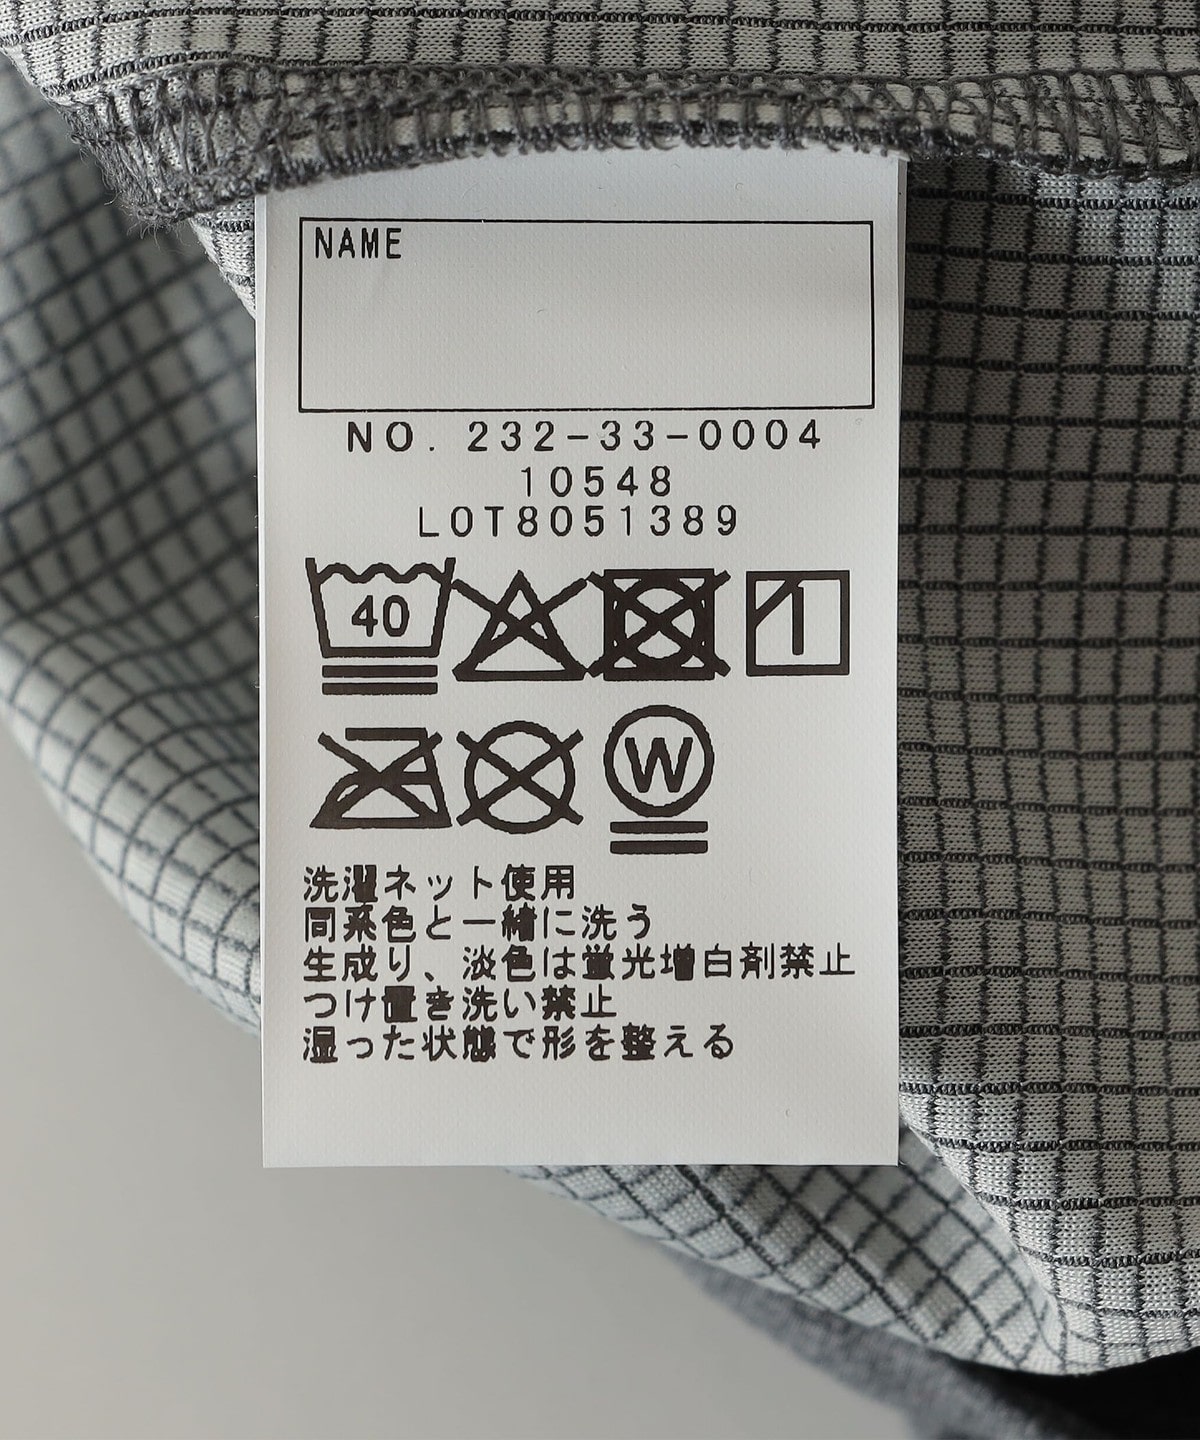 NAME
NO. 232-33-0004
10548
LOT8051389
40
W
洗濯ネット使用
同系色と一緒に洗う
生成り、淡色は蛍光増白剤禁止
つけ置き洗い禁止
湿った状態で形を整える